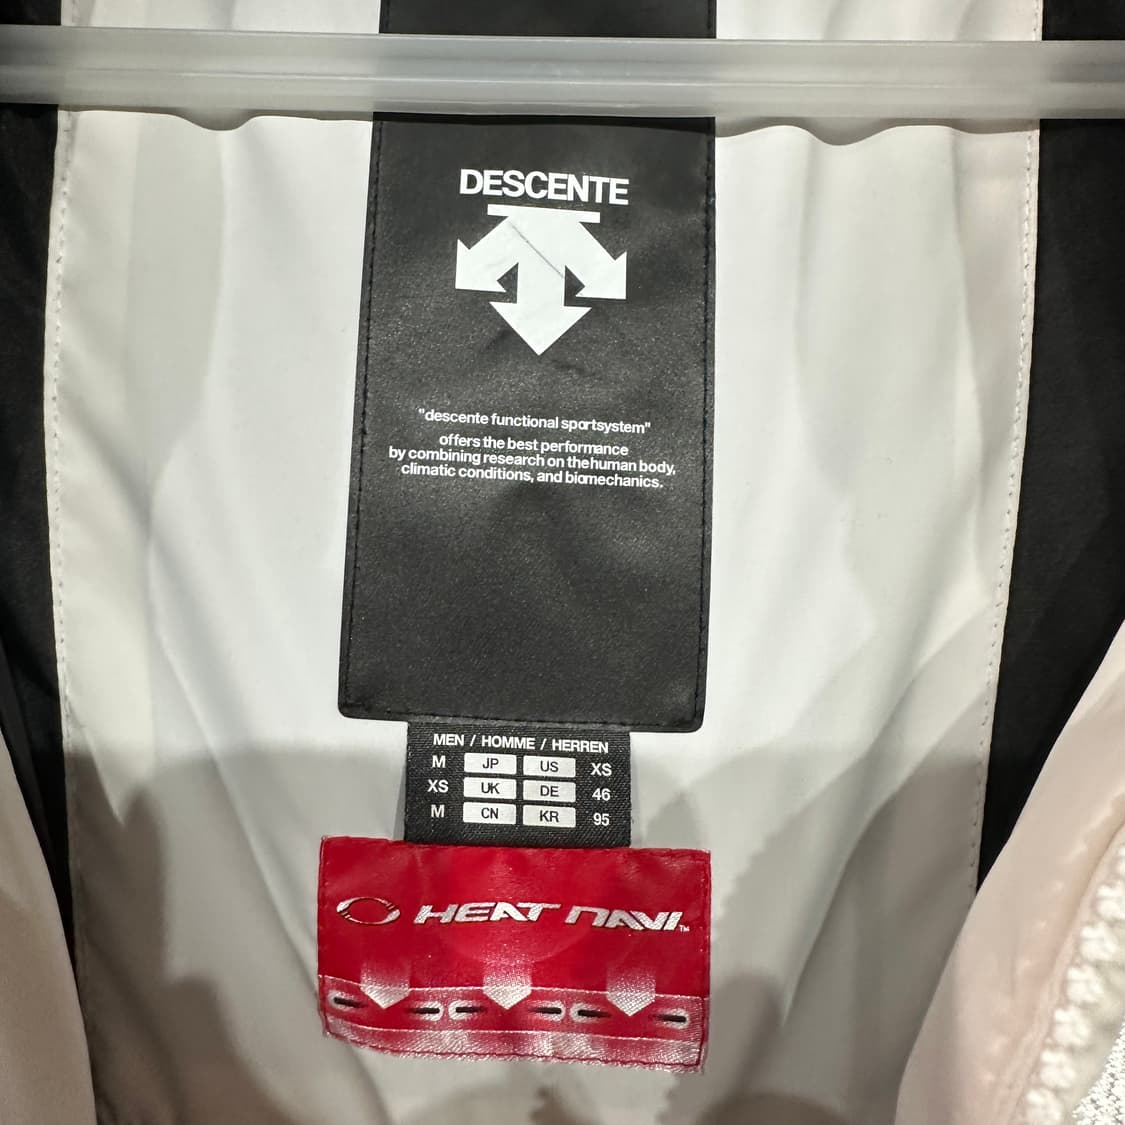 DESCENTE
"descente functional sportsystem"
offers the best performance
by combining research on the human body,
climatic conditions, and biomechanics.
MEN / HOMME / HERREN
M JP US XS
XS UK DE 46
M CN KR 95
HEAT NAVI™